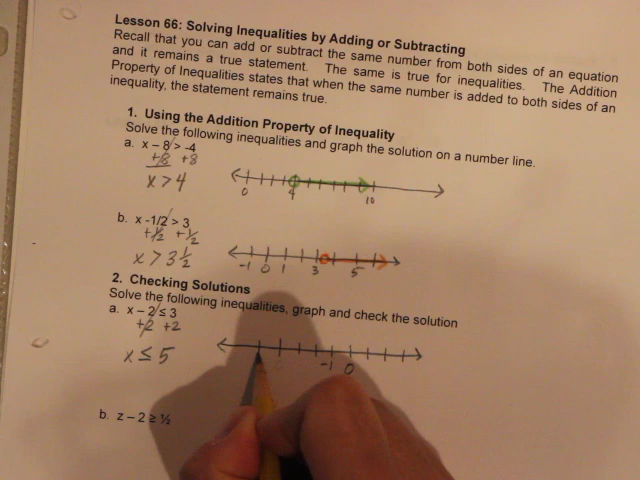 Lesson 66: Solving Inequalities by Adding or Subtracting
Recall that you can add or subtract the same number from both sides of an equation
and it remains a true statement. The same is true for inequalities. The Addition
Property of Inequalities states that when the same number is added to both sides of an
inequality, the statement remains true.
1. Using the Addition Property of Inequality
Solve the following inequalities and graph the solution on a number line.
a. x – 8 > -4
+8 +8
x > 4
0 4 10
b. x -1/2 > 3
+½ +½
x > 3½
-1 0 1 3 5
2. Checking Solutions
Solve the following inequalities, graph and check the solution
a. x – 2 ≤ 3
+2 +2
x ≤ 5
-1 0
b. z – 2 ≥ ½